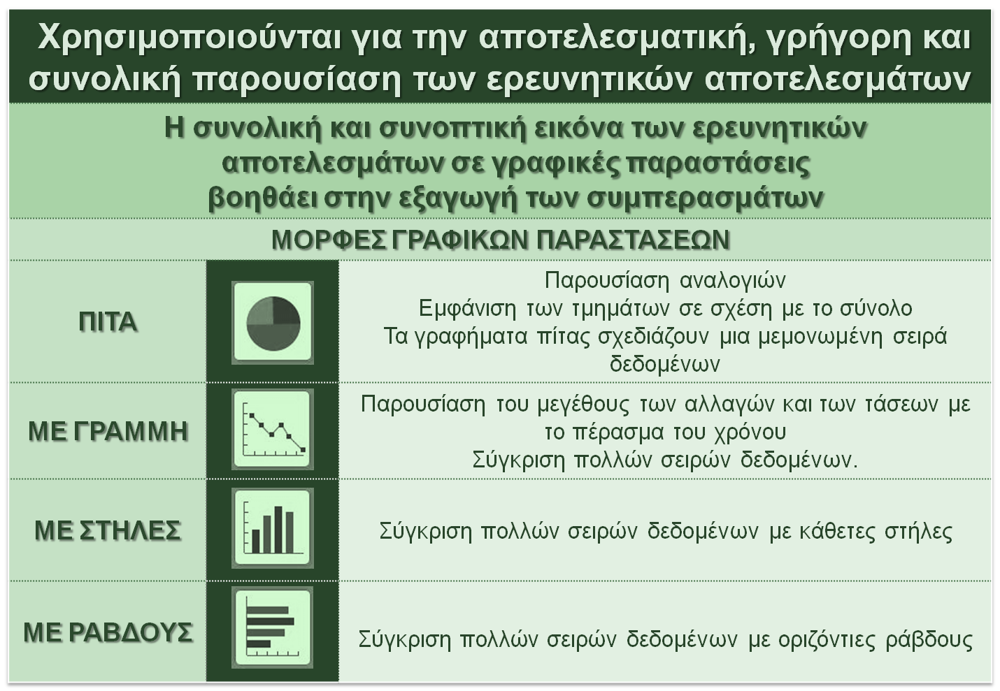 Χρησιμοποιούνται για την αποτελεσματική, γρήγορη και
συνολική παρουσίαση των ερευνητικών αποτελεσμάτων
Η συνολική και συνοπτική εικόνα των ερευνητικών
αποτελεσμάτων σε γραφικές παραστάσεις
βοηθάει στην εξαγωγή των συμπερασμάτων
ΜΟΡΦΕΣ ΓΡΑΦΙΚΩΝ ΠΑΡΑΣΤΑΣΕΩΝ
ΠΙΤΑ
Παρουσίαση αναλογιών
Εμφάνιση των τμημάτων σε σχέση με το σύνολο
Τα γραφήματα πίτας σχεδιάζουν μια μεμονωμένη σειρά
δεδομένων
ΜΕ ΓΡΑΜΜΗ
Παρουσίαση του μεγέθους των αλλαγών και των τάσεων με
το πέρασμα του χρόνου
Σύγκριση πολλών σειρών δεδομένων.
ΜΕ ΣΤΗΛΕΣ
Σύγκριση πολλών σειρών δεδομένων με κάθετες στήλες
ΜΕ ΡΑΒΔΟΥΣ
Σύγκριση πολλών σειρών δεδομένων με οριζόντιες ράβδους